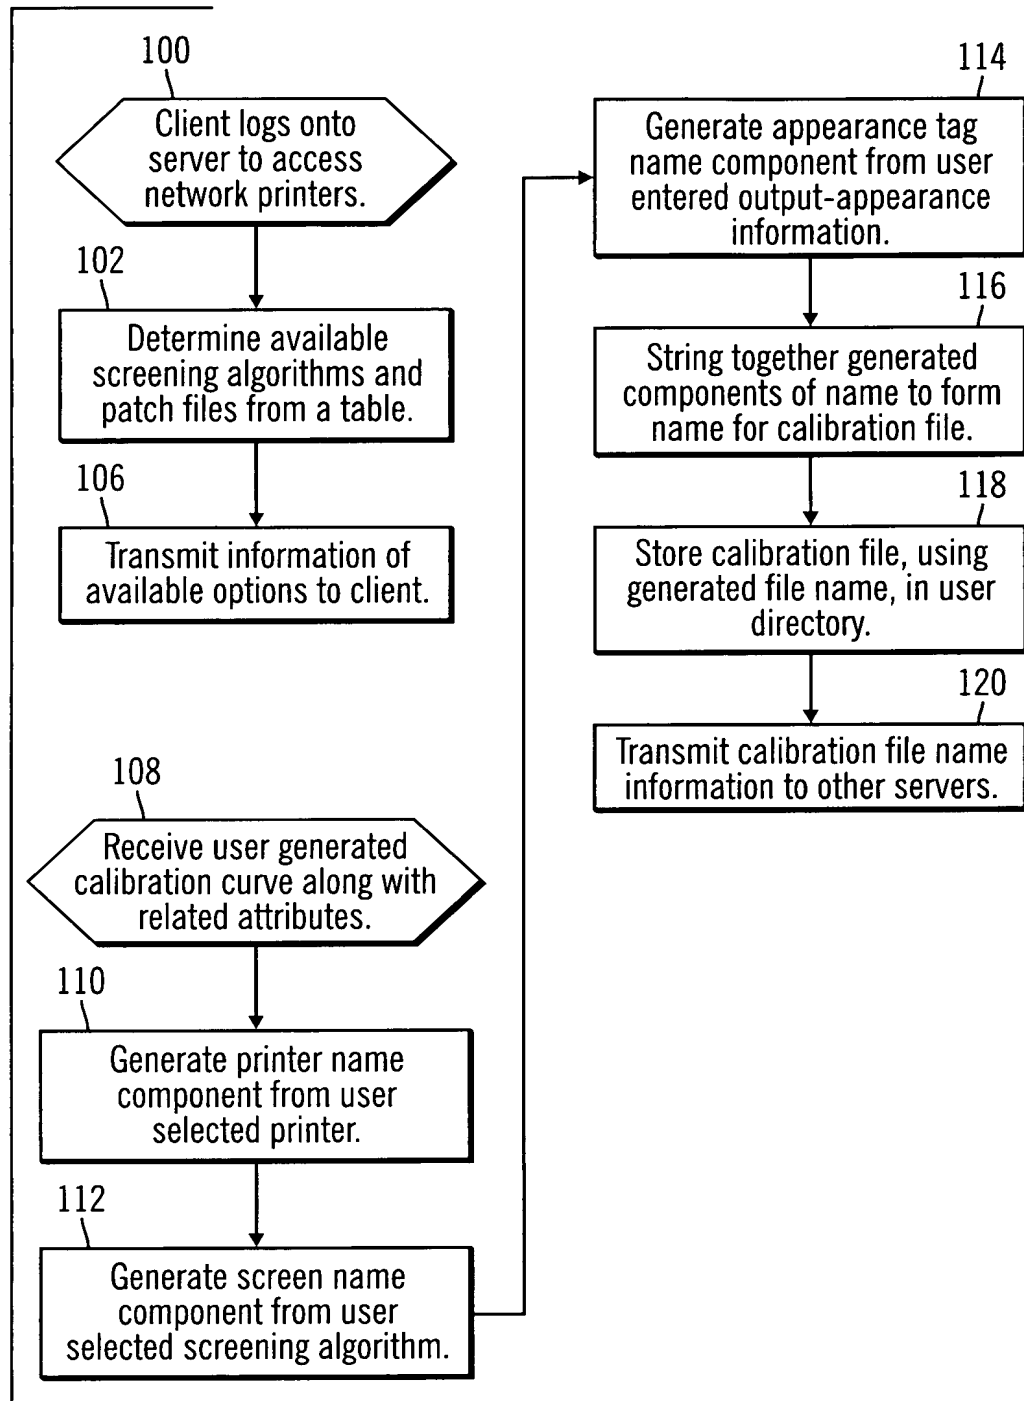 100
Client logs onto
server to access
network printers.
102
Determine available
screening algorithms and
patch files from a table.
106
Transmit information of
available options to client.
108
Receive user generated
calibration curve along with
related attributes.
110
Generate printer name
component from user
selected printer.
112
Generate screen name
component from user
selected screening algorithm.
114
Generate appearance tag
name component from user
entered output-appearance
information.
116
String together generated
components of name to form
name for calibration file.
118
Store calibration file, using
generated file name, in user
directory.
120
Transmit calibration file name
information to other servers.